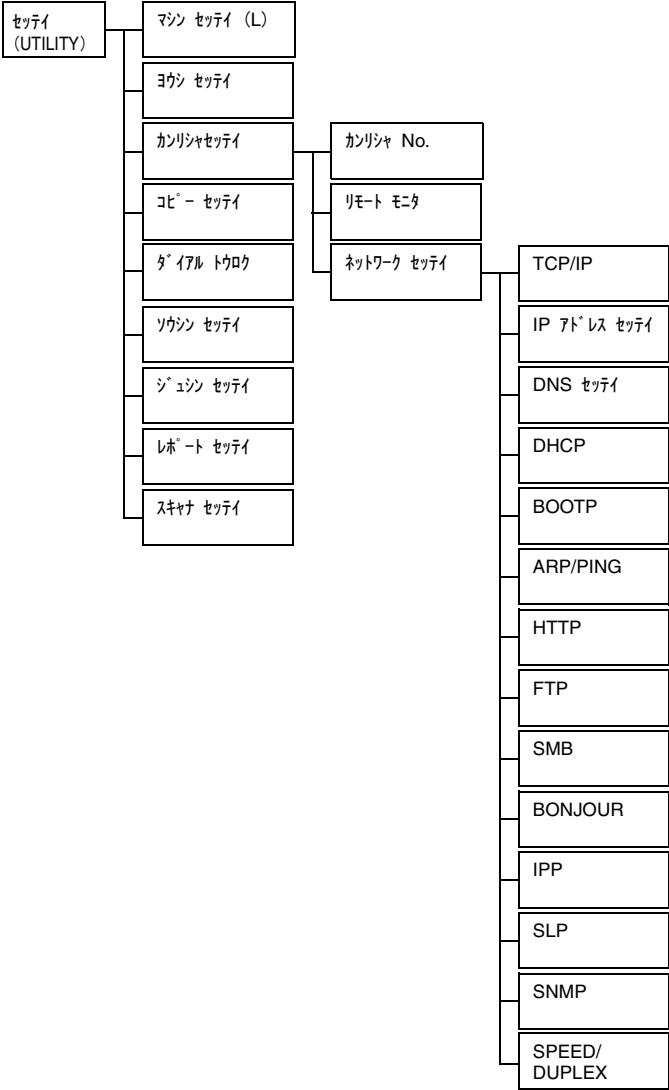 ｾｯﾃｲ
(UTILITY)
ﾏｼﾝ ｾｯﾃｲ (L)
ﾖｳｼ ｾｯﾃｲ
ｶﾝﾘｼｬｾｯﾃｲ
ｺﾋﾟｰ ｾｯﾃｲ
ﾀﾞｲｱﾙ ﾄｳﾛｸ
ｿｳｼﾝ ｾｯﾃｲ
ｼﾞｭｼﾝ ｾｯﾃｲ
ﾚﾎﾟｰﾄ ｾｯﾃｲ
ｽｷｬﾅ ｾｯﾃｲ
ｶﾝﾘｼｬ No.
ﾘﾓｰﾄ ﾓﾆﾀ
ﾈｯﾄﾜｰｸ ｾｯﾃｲ
TCP/IP
IP ｱﾄﾞﾚｽ ｾｯﾃｲ
DNS ｾｯﾃｲ
DHCP
BOOTP
ARP/PING
HTTP
FTP
SMB
BONJOUR
IPP
SLP
SNMP
SPEED/
DUPLEX